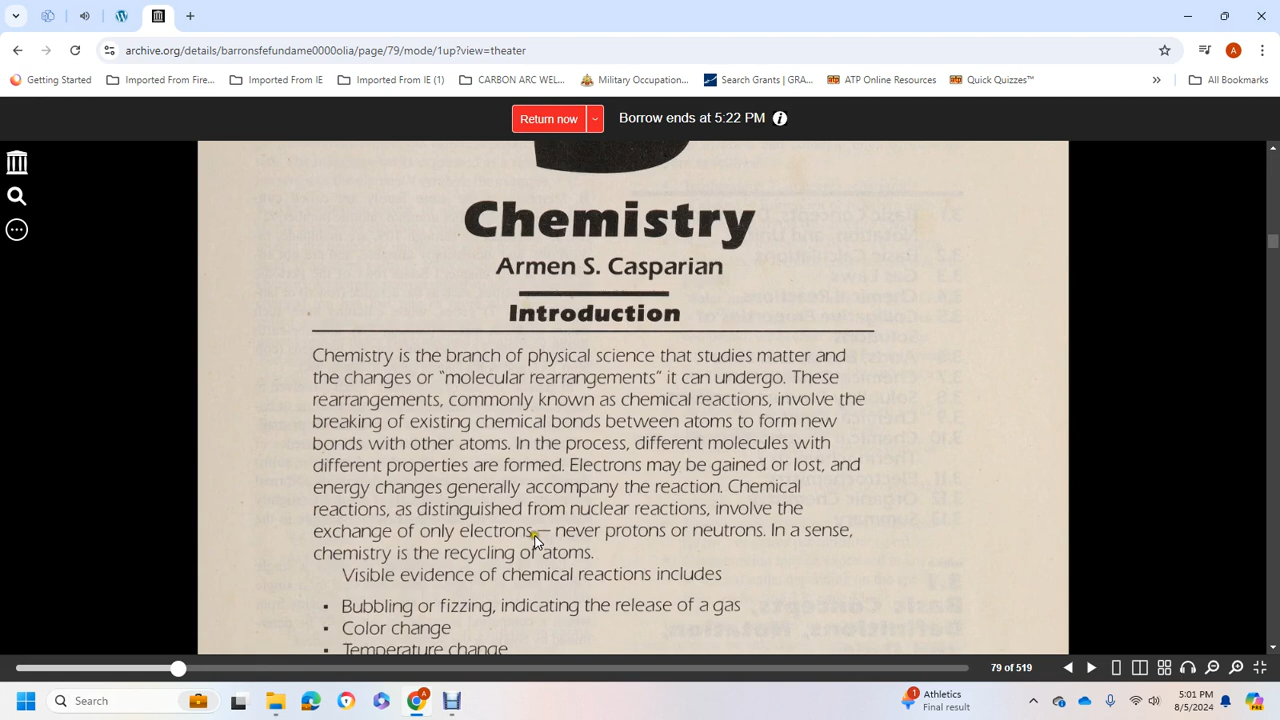 archive.org/details/barronsfefundame0000olia/page/79/mode/1up?view=theater
A
Getting Started
Imported From Fire...
Imported From IE
Imported From IE (1)
CARBON ARC WEL...
Military Occupation...
Search Grants | GRA...
ATP Online Resources
Quick Quizzes™
»
All Bookmarks
Return now
Borrow ends at 5:22 PM
Chemistry
Armen S. Casparian
Introduction
Chemistry is the branch of physical science that studies matter and
the changes or “molecular rearrangements” it can undergo. These
rearrangements, commonly known as chemical reactions, involve the
breaking of existing chemical bonds between atoms to form new
bonds with other atoms. In the process, different molecules with
different properties are formed. Electrons may be gained or lost, and
energy changes generally accompany the reaction. Chemical
reactions, as distinguished from nuclear reactions, involve the
exchange of only electrons— never protons or neutrons. In a sense,
chemistry is the recycling of atoms.
Visible evidence of chemical reactions includes
▪ Bubbling or fizzing, indicating the release of a gas
▪ Color change
▪ Temperature change
79 of 519
Search
1
Athletics
Final result
5:01 PM
8/5/2024